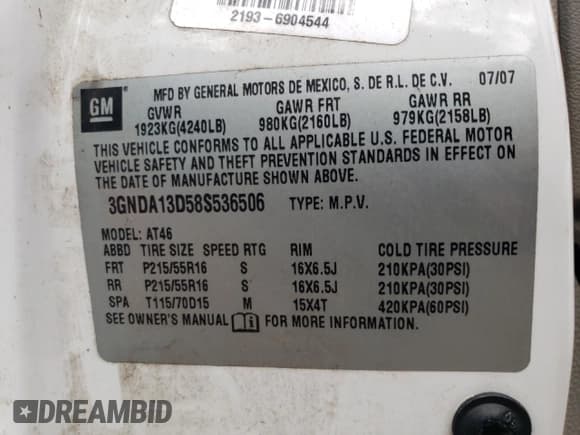 2193-6904544
GM
MFD BY GENERAL MOTORS DE MEXICO, S. DE R.L. DE C.V. 07/07
GVWR GAWR FRT GAWR RR
1923KG(4240LB) 980KG(2160LB) 979KG(2158LB)
THIS VEHICLE CONFORMS TO ALL APPLICABLE U.S. FEDERAL MOTOR
VEHICLE SAFETY AND THEFT PREVENTION STANDARDS IN EFFECT ON
THE DATE OF MANUFACTURE SHOWN ABOVE.
3GNDA13D58S536506 TYPE: M.P.V.
MODEL: AT46
ABBD TIRE SIZE SPEED RTG RIM COLD TIRE PRESSURE
FRT P215/55R16 S 16X6.5J 210KPA(30PSI)
RR P215/55R16 S 16X6.5J 210KPA(30PSI)
SPA T115/70D15 M 15X4T 420KPA(60PSI)
SEE OWNER'S MANUAL FOR MORE INFORMATION.
DREAMBID